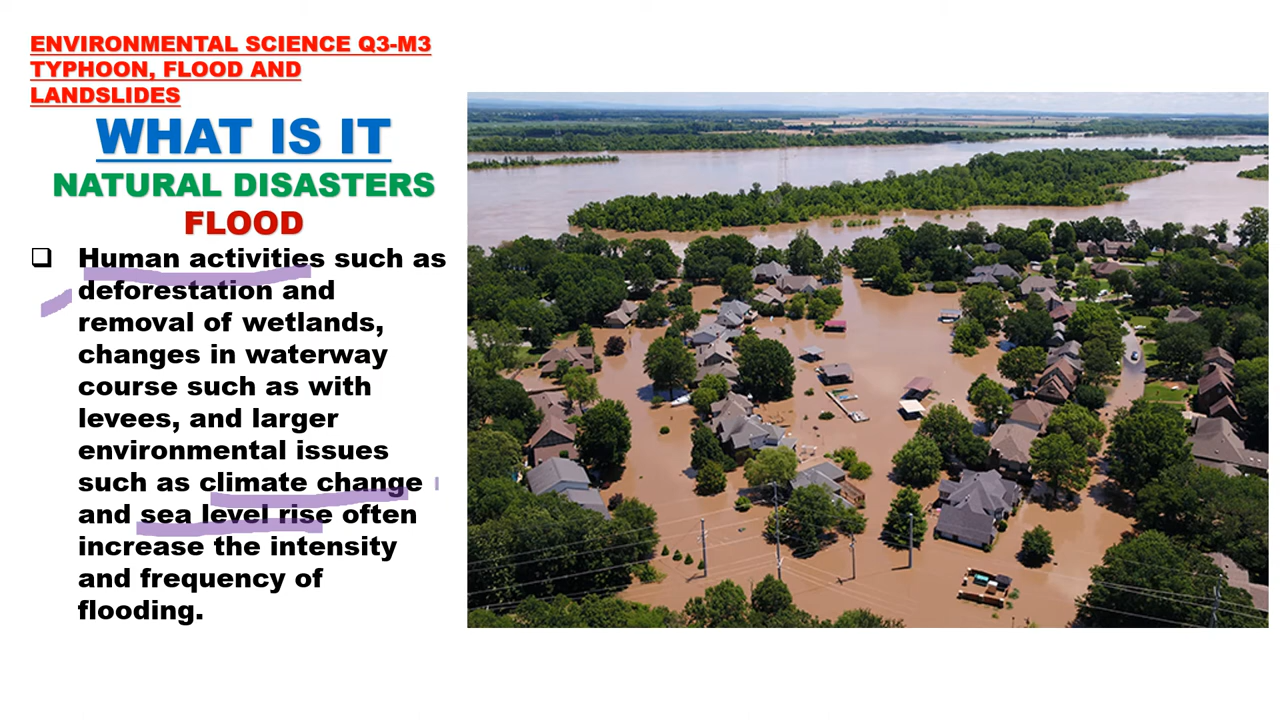 ENVIRONMENTAL SCIENCE Q3-M3
TYPHOON, FLOOD AND
LANDSLIDES
WHAT IS IT
NATURAL DISASTERS
FLOOD
Human activities such as
deforestation and
removal of wetlands,
changes in waterway
course such as with
levees, and larger
environmental issues
such as climate change
and sea level rise often
increase the intensity
and frequency of
flooding.